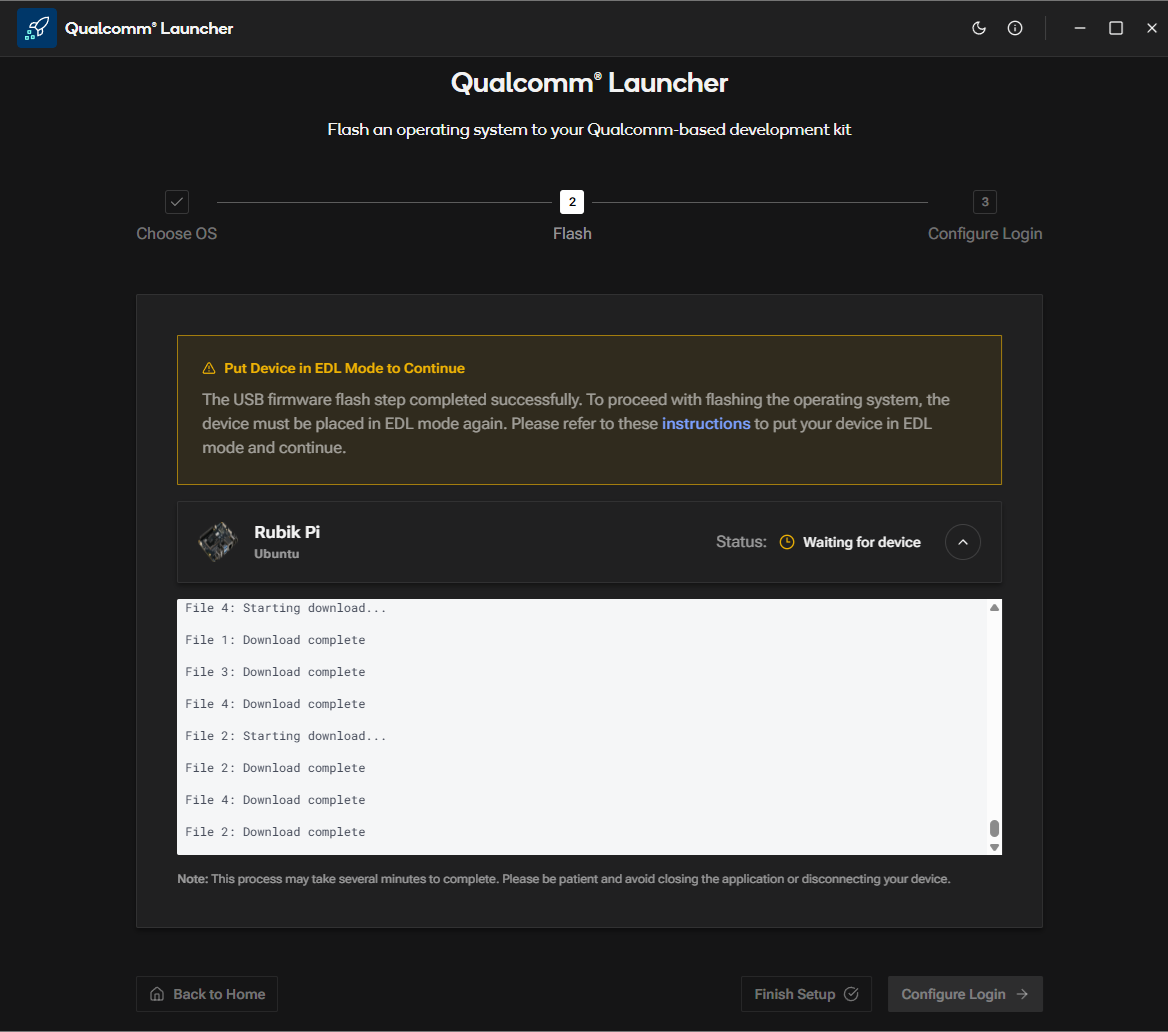 Qualcomm® Launcher
Qualcomm® Launcher
Flash an operating system to your Qualcomm-based development kit
2
3
Choose OS
Flash
Configure Login
Put Device in EDL Mode to Continue
The USB firmware flash step completed successfully. To proceed with flashing the operating system, the
device must be placed in EDL mode again. Please refer to these instructions to put your device in EDL
mode and continue.
Rubik Pi
Ubuntu
Status: Waiting for device
File 4: Starting download...
File 1: Download complete
File 3: Download complete
File 4: Download complete
File 2: Starting download...
File 2: Download complete
File 4: Download complete
File 2: Download complete
Note: This process may take several minutes to complete. Please be patient and avoid closing the application or disconnecting your device.
Back to Home
Finish Setup
Configure Login